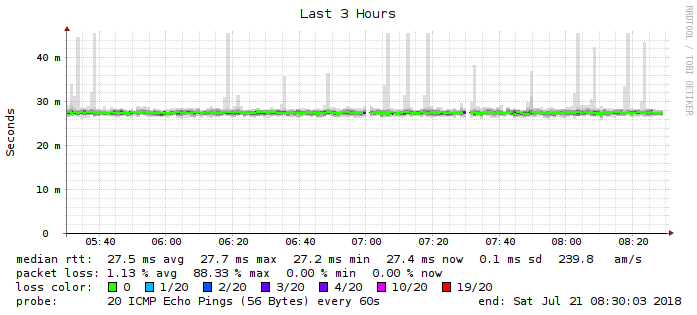 Last 3 Hours
RRDTOOL / TOBI OETIKER
Seconds
40 m
30 m
20 m
10 m
0
05:40 06:00 06:20 06:40 07:00 07:20 07:40 08:00 08:20
median rtt: 27.5 ms avg 27.7 ms max 27.2 ms min 27.4 ms now 0.1 ms sd 239.8 am/s
packet loss: 1.13 % avg 88.33 % max 0.00 % min 0.00 % now
loss color: 0 1/20 2/20 3/20 4/20 10/20 19/20
probe: 20 ICMP Echo Pings (56 Bytes) every 60s end: Sat Jul 21 08:30:03 2018